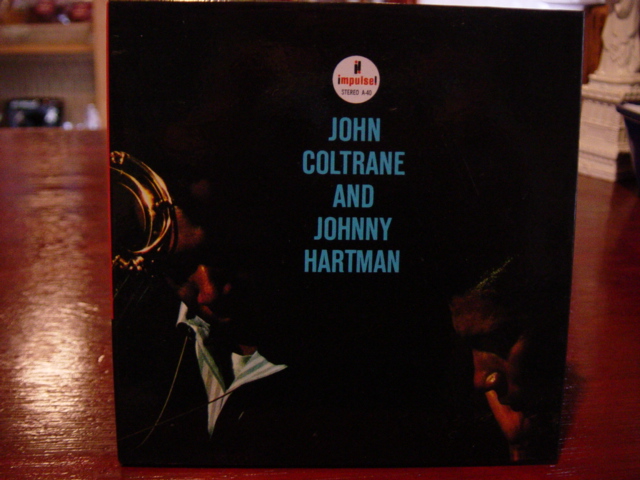 impulse!
STEREO A-40
JOHN
COLTRANE
AND
JOHNNY
HARTMAN